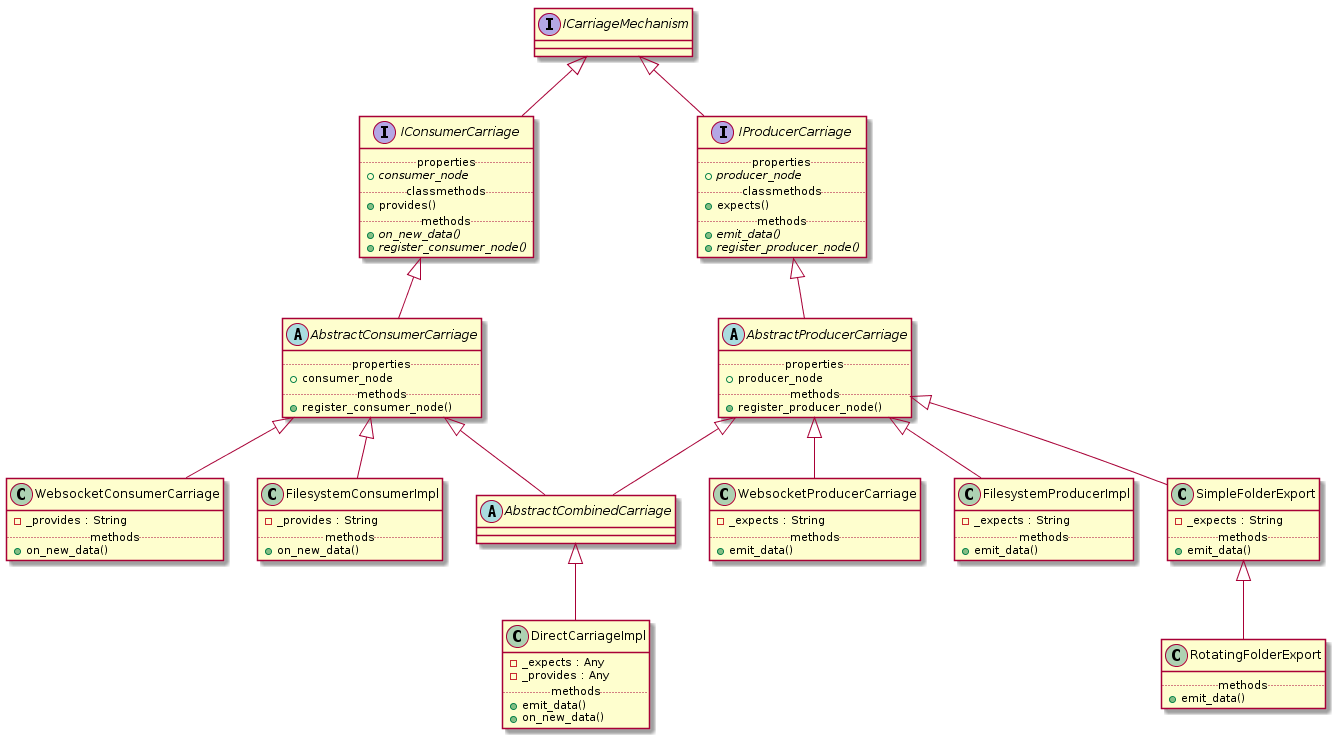 I ICarriageMechanism
I IConsumerCarriage
properties
consumer_node
classmethods
provides()
methods
on_new_data()
register_consumer_node()
I IProducerCarriage
properties
producer_node
classmethods
expects()
methods
emit_data()
register_producer_node()
A AbstractConsumerCarriage
properties
consumer_node
methods
register_consumer_node()
A AbstractProducerCarriage
properties
producer_node
methods
register_producer_node()
C WebsocketConsumerCarriage
_provides : String
methods
on_new_data()
C FilesystemConsumerImpl
_provides : String
methods
on_new_data()
A AbstractCombinedCarriage
C WebsocketProducerCarriage
_expects : String
methods
emit_data()
C FilesystemProducerImpl
_expects : String
methods
emit_data()
C SimpleFolderExport
_expects : String
methods
emit_data()
C DirectCarriageImpl
_expects : Any
_provides : Any
methods
emit_data()
on_new_data()
C RotatingFolderExport
methods
emit_data()